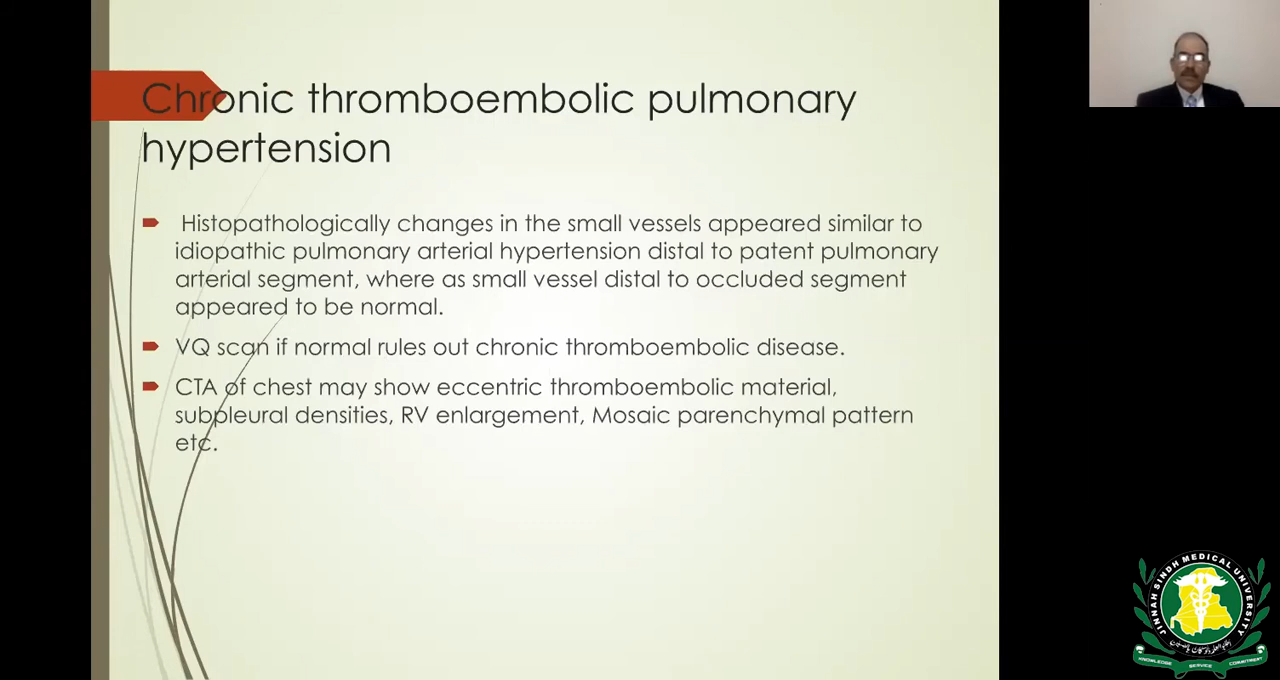 Chronic thromboembolic pulmonary
hypertension
Histopathologically changes in the small vessels appeared similar to
idiopathic pulmonary arterial hypertension distal to patent pulmonary
arterial segment, where as small vessel distal to occluded segment
appeared to be normal.
VQ scan if normal rules out chronic thromboembolic disease.
CTA of chest may show eccentric thromboembolic material,
subpleural densities, RV enlargement, Mosaic parenchymal pattern
etc.
JINNAH SINDH MEDICAL UNIVERSITY
KNOWLEDGE SERVICE COMMITMENT